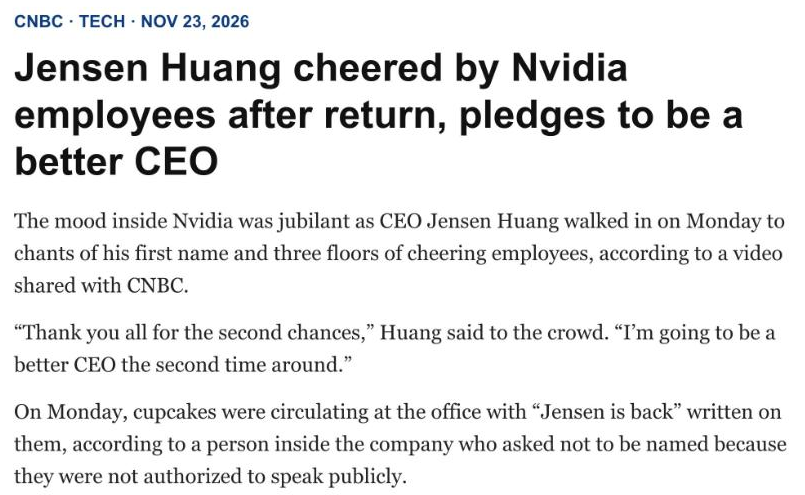 CNBC · TECH · NOV 23, 2026
Jensen Huang cheered by Nvidia
employees after return, pledges to be a
better CEO
The mood inside Nvidia was jubilant as CEO Jensen Huang walked in on Monday to
chants of his first name and three floors of cheering employees, according to a video
shared with CNBC.
“Thank you all for the second chances,” Huang said to the crowd. “I’m going to be a
better CEO the second time around.”
On Monday, cupcakes were circulating at the office with “Jensen is back” written on
them, according to a person inside the company who asked not to be named because
they were not authorized to speak publicly.